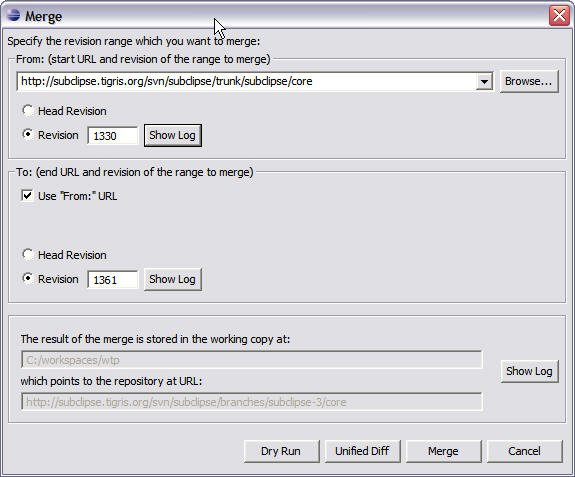 Merge
Specify the revision range which you want to merge:
From: (start URL and revision of the range to merge)
http://subclipse.tigris.org/svn/subclipse/trunk/subclipse/core
Browse...
Head Revision
Revision 1330 Show Log
To: (end URL and revision of the range to merge)
Use "From:" URL
Head Revision
Revision 1361 Show Log
The result of the merge is stored in the working copy at:
C:/workspaces/wtp
which points to the repository at URL:
Show Log
http://subclipse.tigris.org/svn/subclipse/branches/subclipse-3/core
Dry Run Unified Diff Merge Cancel